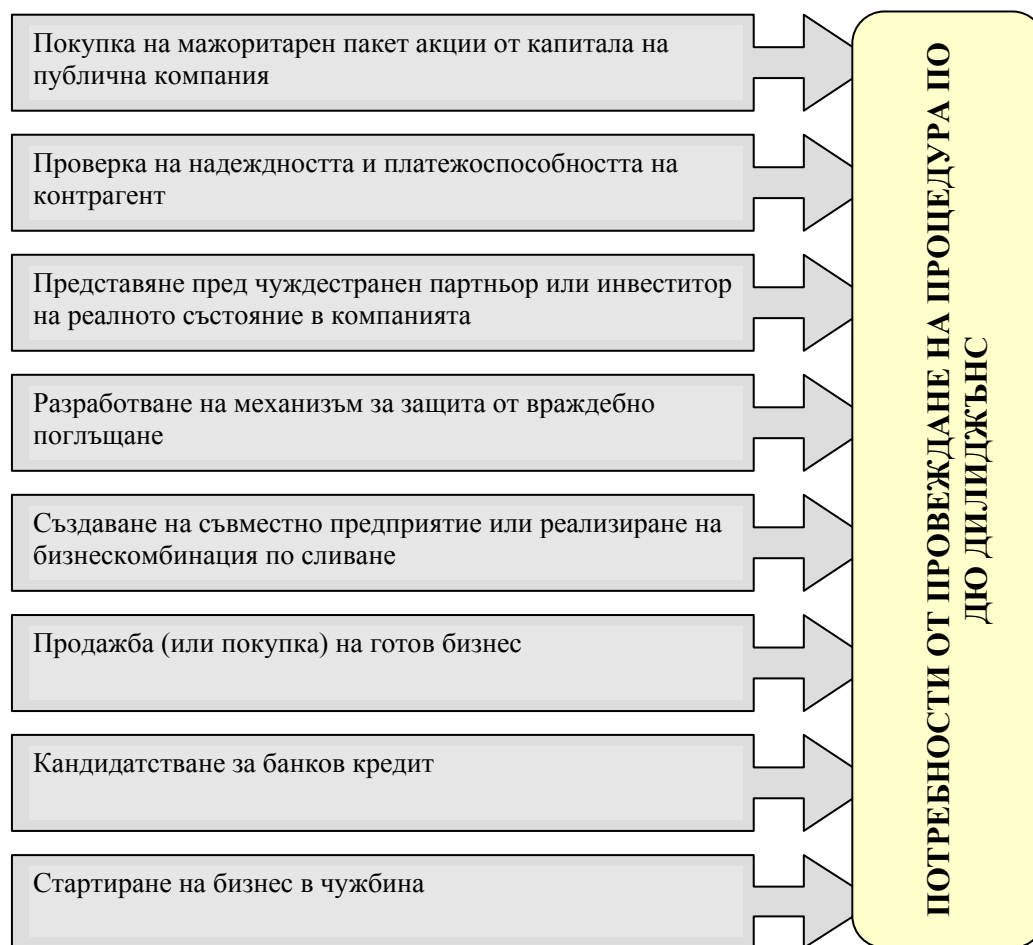 Покупка на мажоритарен пакет акции от капитала на
публична компания
Проверка на надеждността и платежоспособността на
контрагент
Представяне пред чуждестранен партньор или инвеститор
на реалното състояние в компанията
Разработване на механизъм за защита от враждебно
поглъщане
Създаване на съвместно предприятие или реализиране на
бизнескомбинация по сливане
Продажба (или покупка) на готов бизнес
Кандидатстване за банков кредит
Стартиране на бизнес в чужбина
ПОТРЕБНОСТИ ОТ ПРОВЕЖДАНЕ НА ПРОЦЕДУРА ПО
ДЮ ДИЛИДЖЪНС